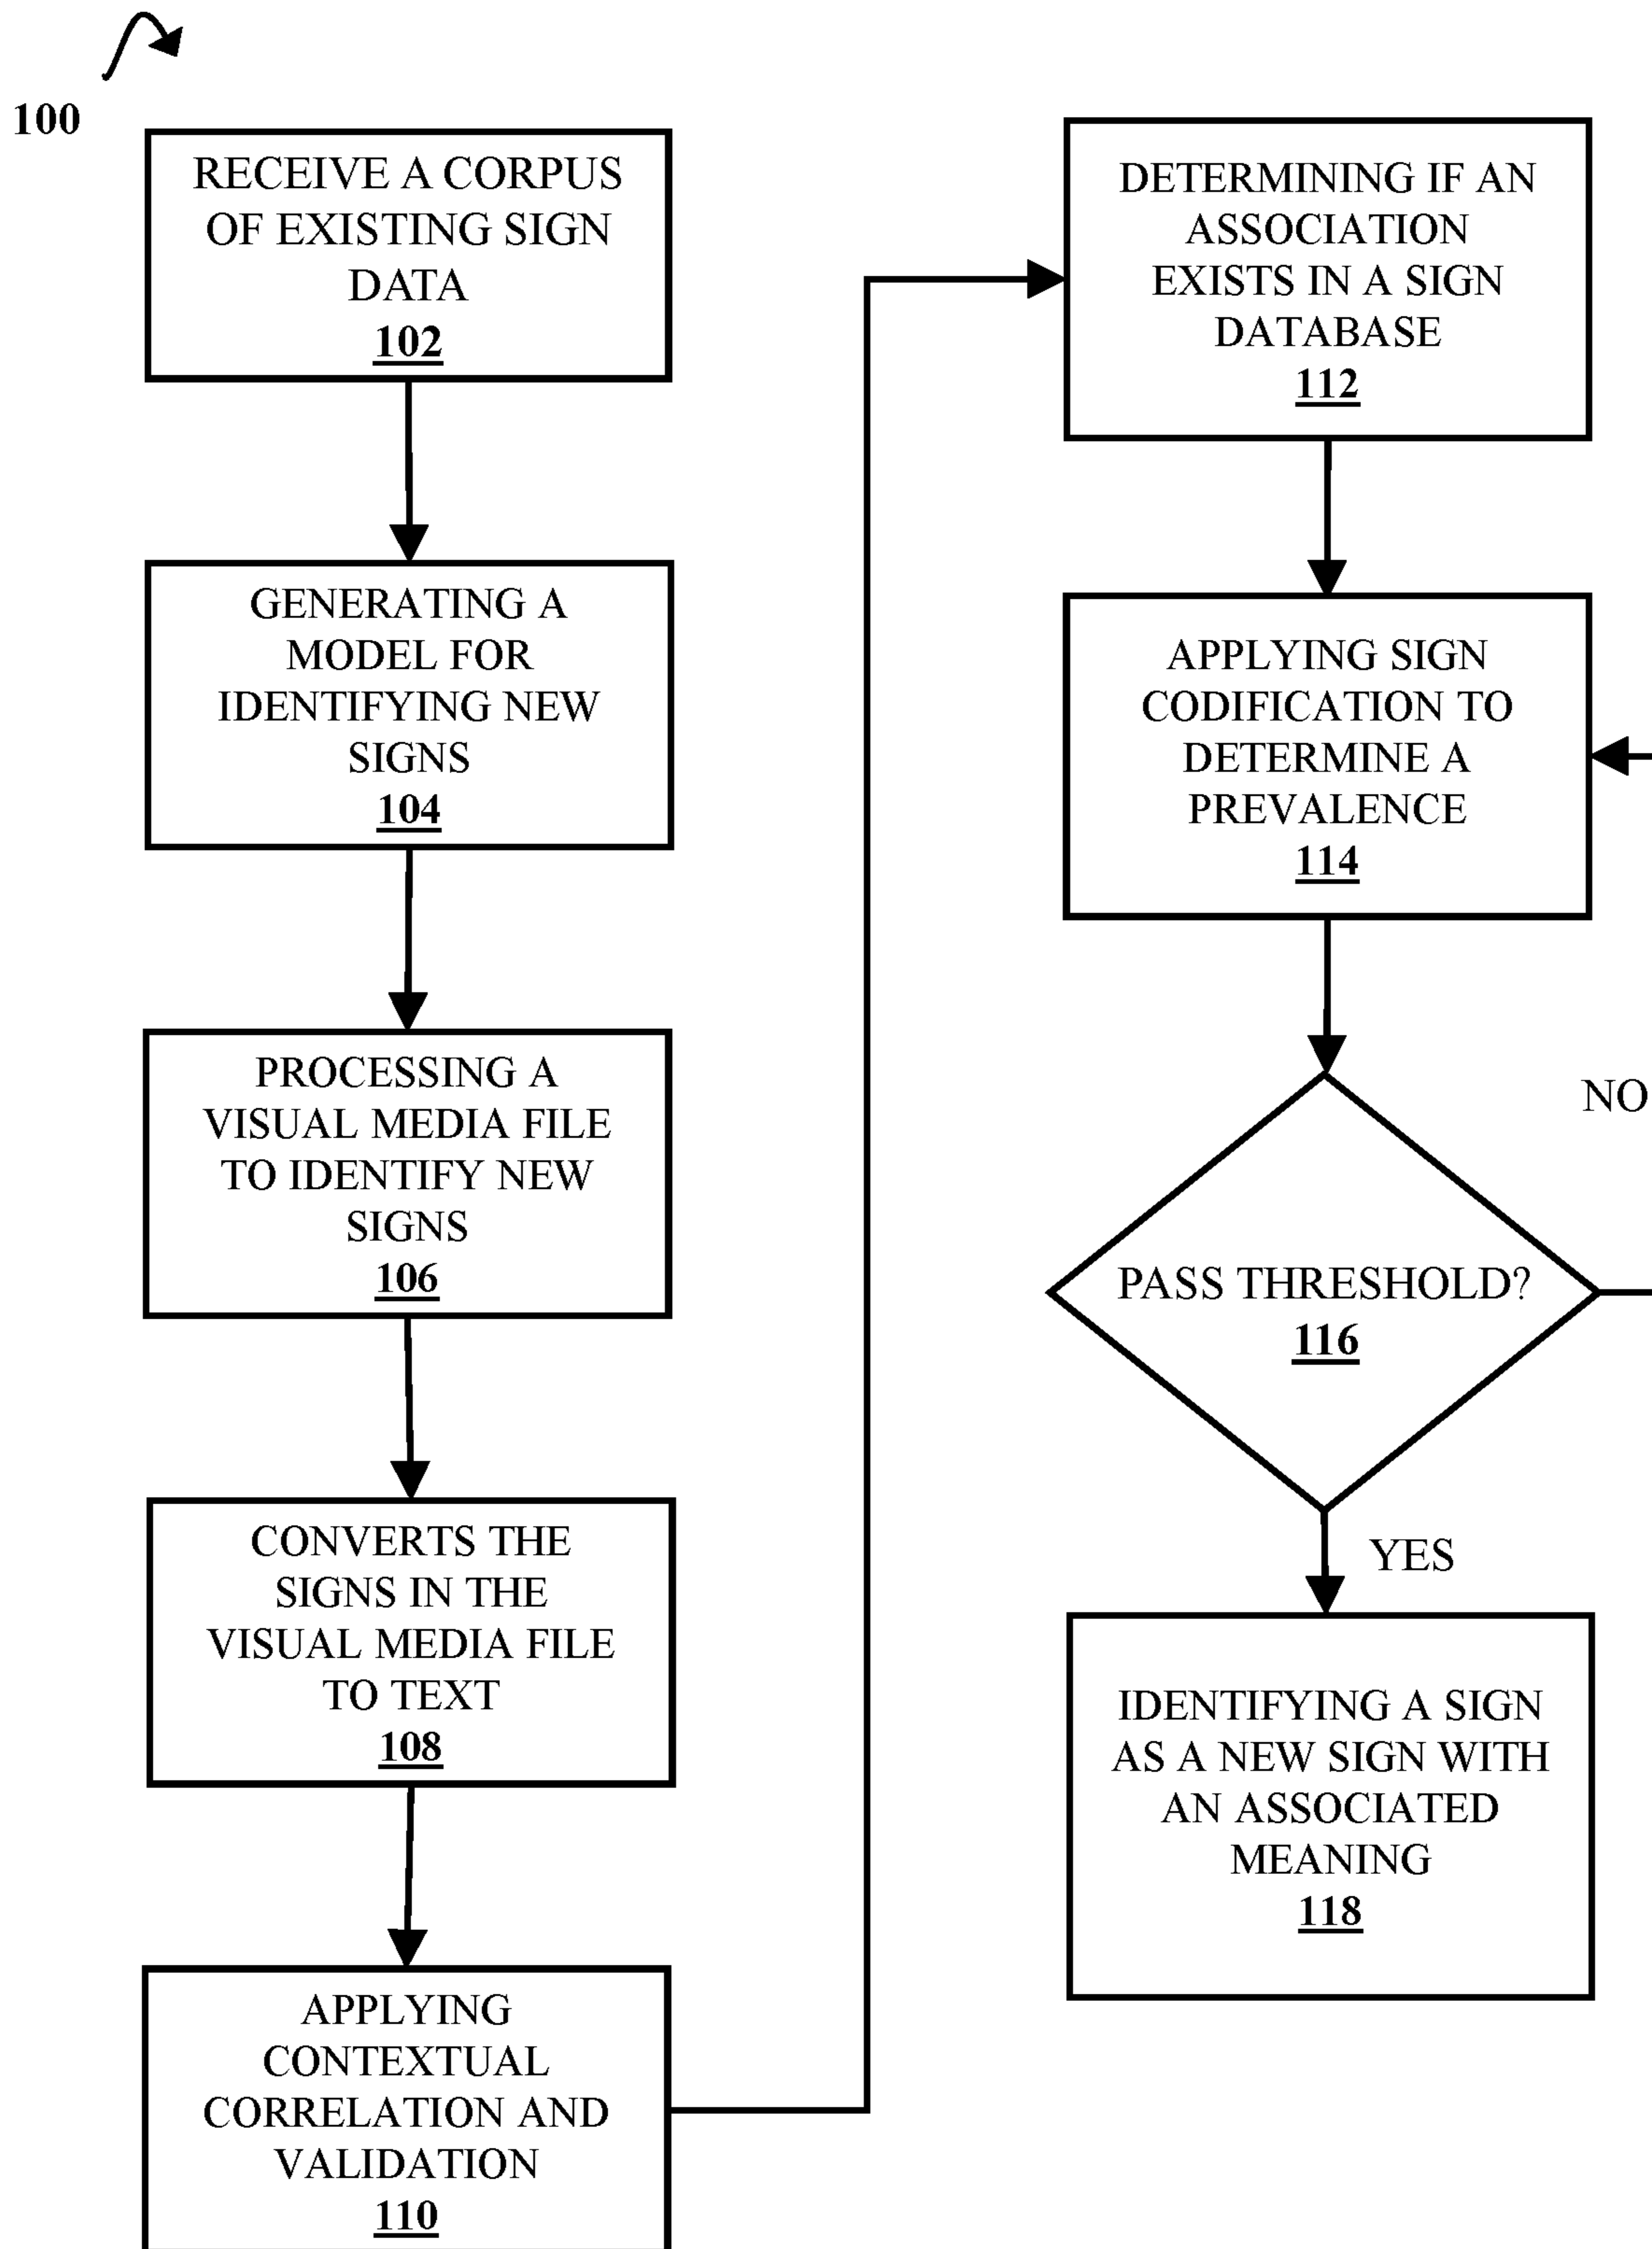 100
RECEIVE A CORPUS
OF EXISTING SIGN
DATA
102
GENERATING A
MODEL FOR
IDENTIFYING NEW
SIGNS
104
PROCESSING A
VISUAL MEDIA FILE
TO IDENTIFY NEW
SIGNS
106
CONVERTS THE
SIGNS IN THE
VISUAL MEDIA FILE
TO TEXT
108
APPLYING
CONTEXTUAL
CORRELATION AND
VALIDATION
110
DETERMINING IF AN
ASSOCIATION
EXISTS IN A SIGN
DATABASE
112
APPLYING SIGN
CODIFICATION TO
DETERMINE A
PREVALENCE
114
NO
PASS THRESHOLD?
116
YES
IDENTIFYING A SIGN
AS A NEW SIGN WITH
AN ASSOCIATED
MEANING
118